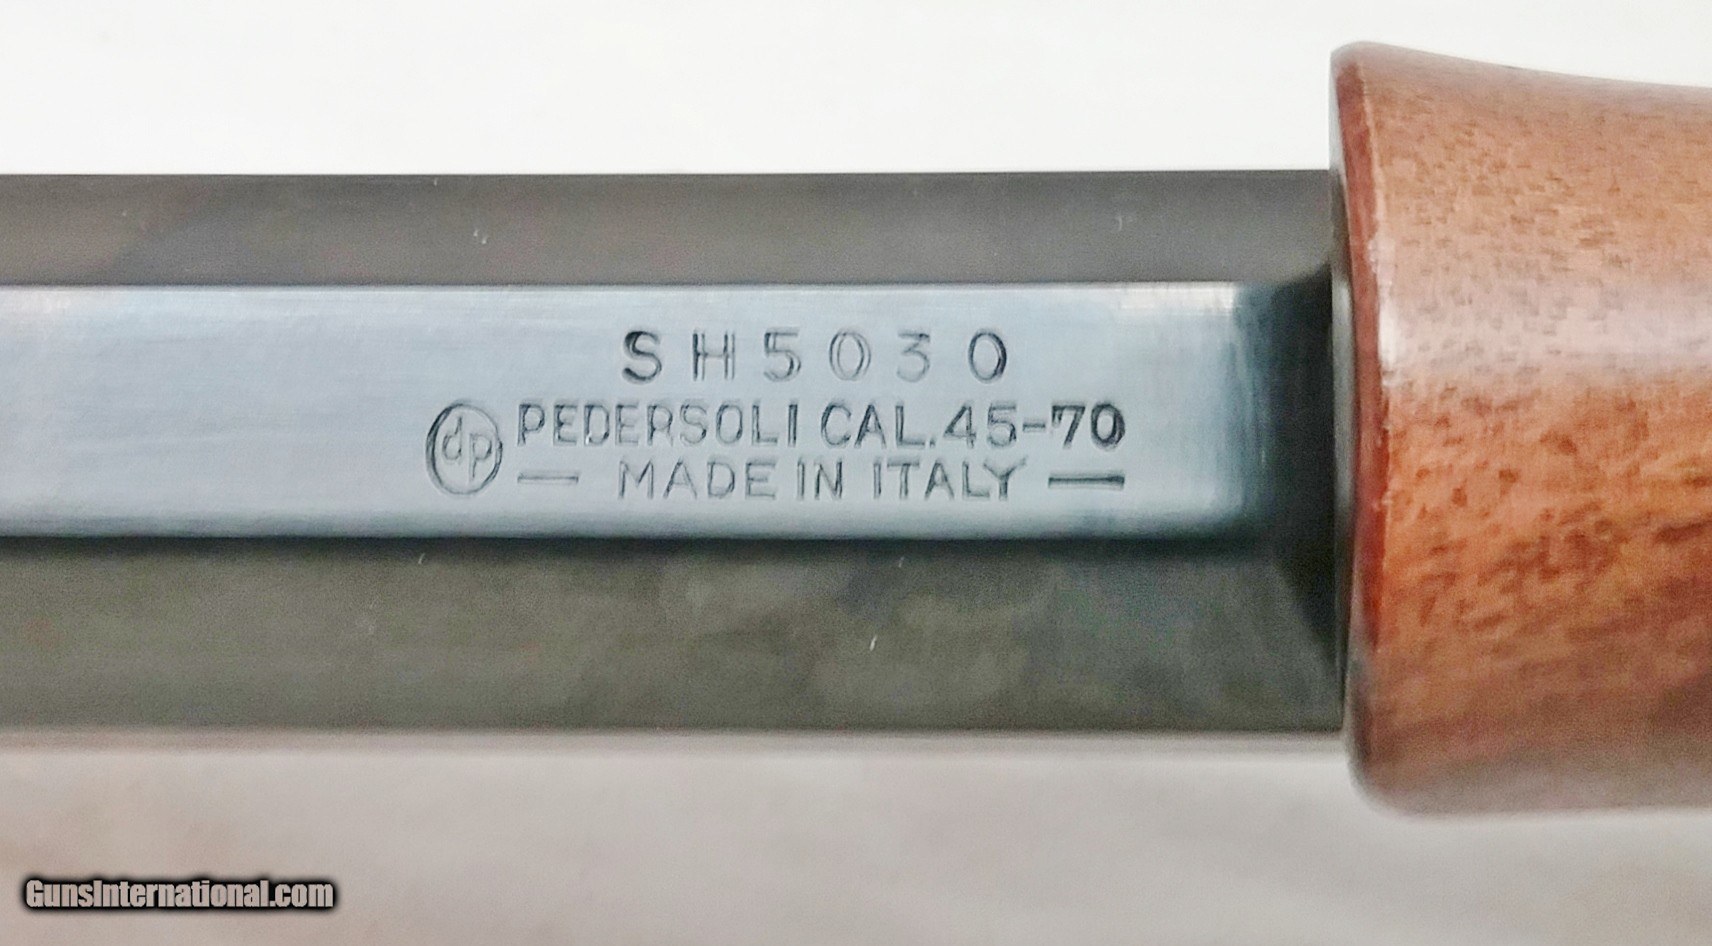 SH5030
dp PEDERSOLI CAL.45-70
— MADE IN ITALY —
GunsInternational.com